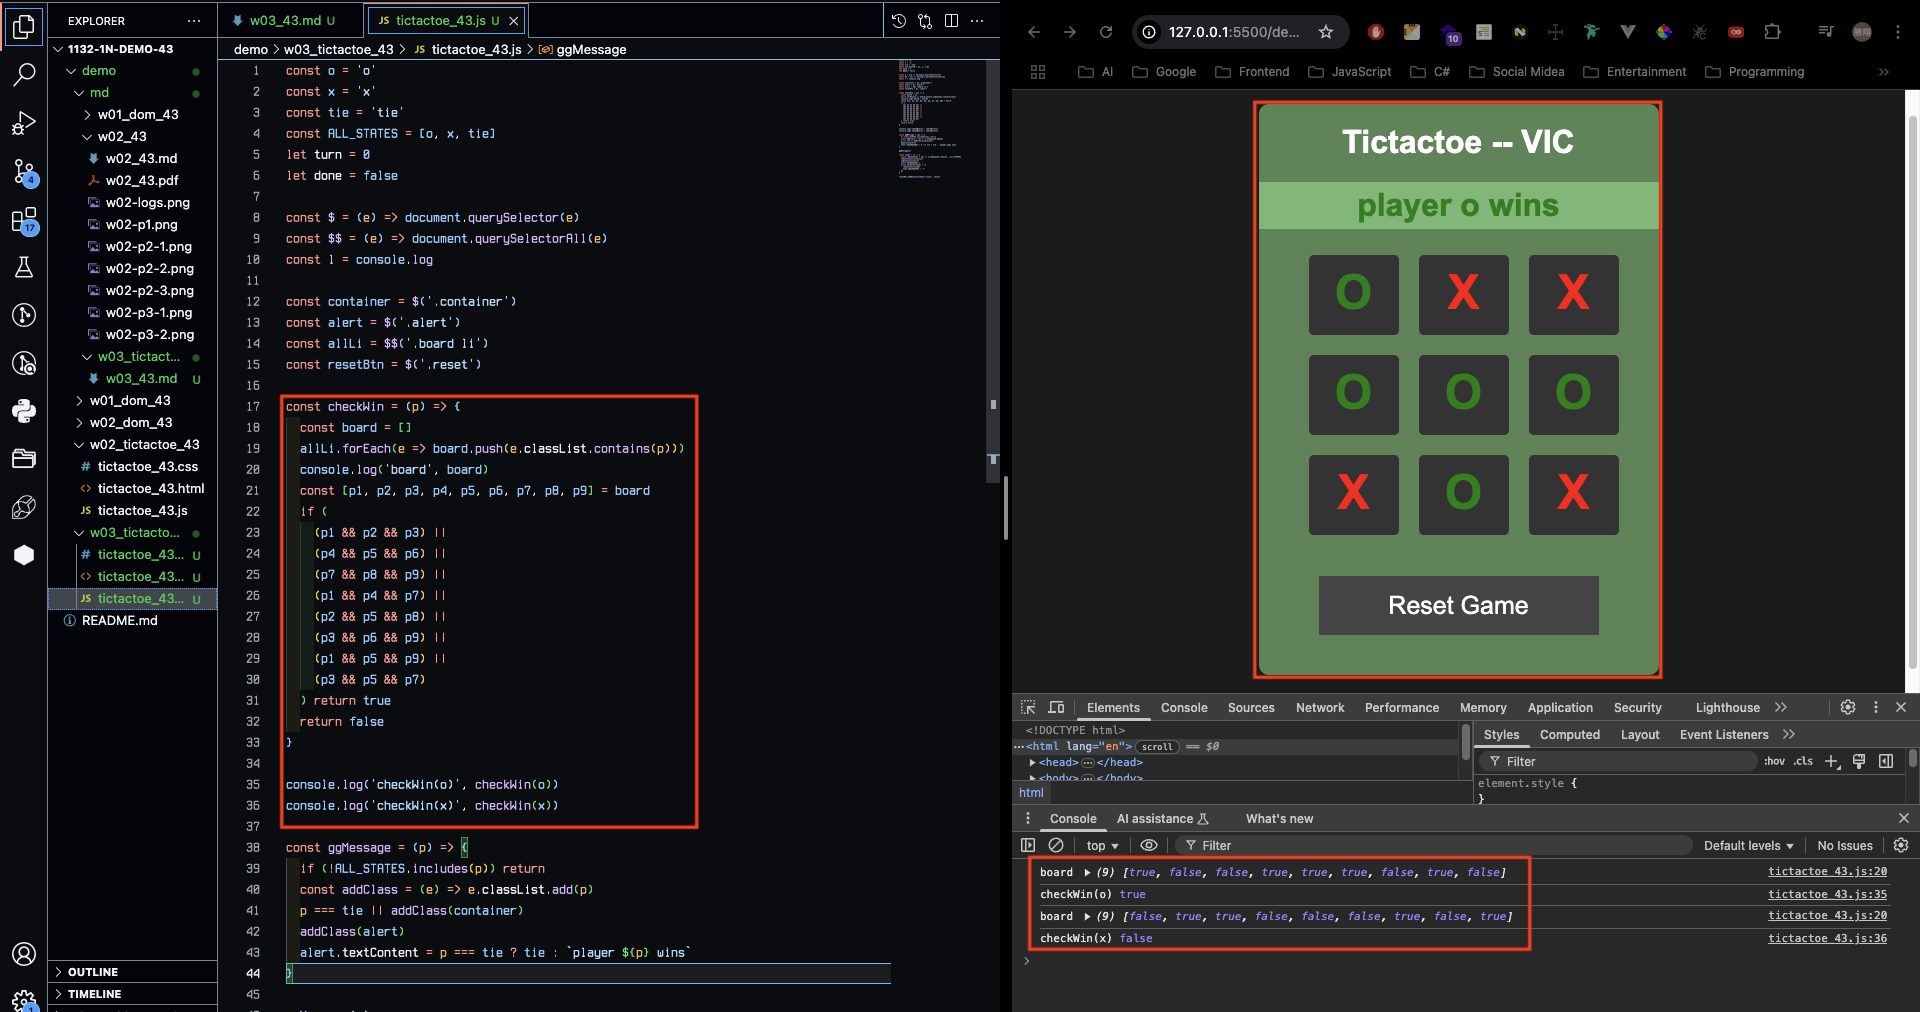 EXPLORER
1132-1N-DEMO-43
demo
md
w01_dom_43
w02_43
w02_43.md
w02_43.pdf
w02-logs.png
w02-p1.png
w02-p2-1.png
w02-p2-2.png
w02-p2-3.png
w02-p3-1.png
w02-p3-2.png
w03_tictact...
w03_43.md U
w01_dom_43
w02_dom_43
w02_tictactoe_43
# tictactoe_43.css
<> tictactoe_43.html
JS tictactoe_43.js
w03_tictacto...
# tictactoe_43... U
<> tictactoe_43... U
JS tictactoe_43... U
README.md
OUTLINE
TIMELINE
4
17
1
w03_43.md U
JS tictactoe_43.js U
demo > w03_tictactoe_43 > JS tictactoe_43.js > ggMessage
1 const o = 'o'
2 const x = 'x'
3 const tie = 'tie'
4 const ALL_STATES = [o, x, tie]
5 let turn = 0
6 let done = false
7
8 const $ = (e) => document.querySelector(e)
9 const $$ = (e) => document.querySelectorAll(e)
10 const l = console.log
11
12 const container = $('.container')
13 const alert = $('.alert')
14 const allLi = $$('.board li')
15 const resetBtn = $('.reset')
16
17 const checkWin = (p) => {
18 const board = []
19 allLi.forEach(e => board.push(e.classList.contains(p)))
20 console.log('board', board)
21 const [p1, p2, p3, p4, p5, p6, p7, p8, p9] = board
22 if (
23 (p1 && p2 && p3) ||
24 (p4 && p5 && p6) ||
25 (p7 && p8 && p9) ||
26 (p1 && p4 && p7) ||
27 (p2 && p5 && p8) ||
28 (p3 && p6 && p9) ||
29 (p1 && p5 && p9) ||
30 (p3 && p5 && p7)
31 ) return true
32 return false
33 }
34
35 console.log('checkWin(o)', checkWin(o))
36 console.log('checkWin(x)', checkWin(x))
37
38 const ggMessage = (p) => {
39 if (!ALL_STATES.includes(p)) return
40 const addClass = (e) => e.classList.add(p)
41 p === tie || addClass(container)
42 addClass(alert)
43 alert.textContent = p === tie ? tie : `player ${p} wins`
44 }
45
127.0.0.1:5500/de...
10
AI
Google
Frontend
JavaScript
C#
Social Midea
Entertainment
Programming
Tictactoe -- VIC
player o wins
O X X
O O O
X O X
Reset Game
Elements Console Sources Network Performance Memory Application Security Lighthouse
<!DOCTYPE html>
<html lang="en"> scroll == $0
<head> </head>
<body> </body>
html
Styles Computed Layout Event Listeners
Filter :hov .cls
element.style {
}
Console AI assistance What's new
top Filter Default levels No Issues
board (9) [true, false, false, true, true, true, false, true, false] tictactoe_43.js:20
checkWin(o) true tictactoe_43.js:35
board (9) [false, true, true, false, false, false, true, false, true] tictactoe_43.js:20
checkWin(x) false tictactoe_43.js:36